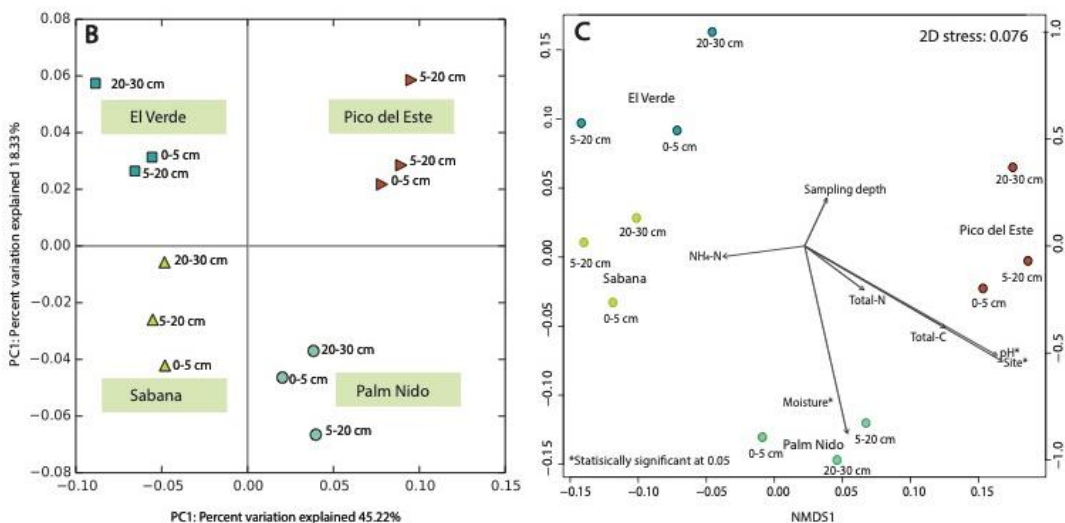 B
PC1: Percent variation explained 18.33%
0.08
0.06
0.04
0.02
0.00
−0.02
−0.04
−0.06
−0.08
20-30 cm
El Verde
0-5 cm
5-20 cm
5-20 cm
Pico del Este
5-20 cm
0-5 cm
20-30 cm
5-20 cm
0-5 cm
Sabana
20-30 cm
0-5 cm
Palm Nido
5-20 cm
−0.10
−0.05
0.00
0.05
0.10
0.15
PC1: Percent variation explained 45.22%
C
2D stress: 0.076
0.15
0.10
0.05
0.00
−0.05
−0.10
−0.15
20-30 cm
El Verde
5-20 cm
0-5 cm
Sampling depth
20-30 cm
20-30 cm
Pico del Este
5-20 cm
NH₄-N
Sabana
0-5 cm
5-20 cm
0-5 cm
Total-N
Total-C
pH*
Site*
Moisture*
Palm Nido
5-20 cm
0-5 cm
20-30 cm
*Statisically significant at 0.05
1.0
0.5
0.0
−0.5
−1.0
−0.15
−0.10
−0.05
0.00
0.05
0.10
0.15
NMDS1